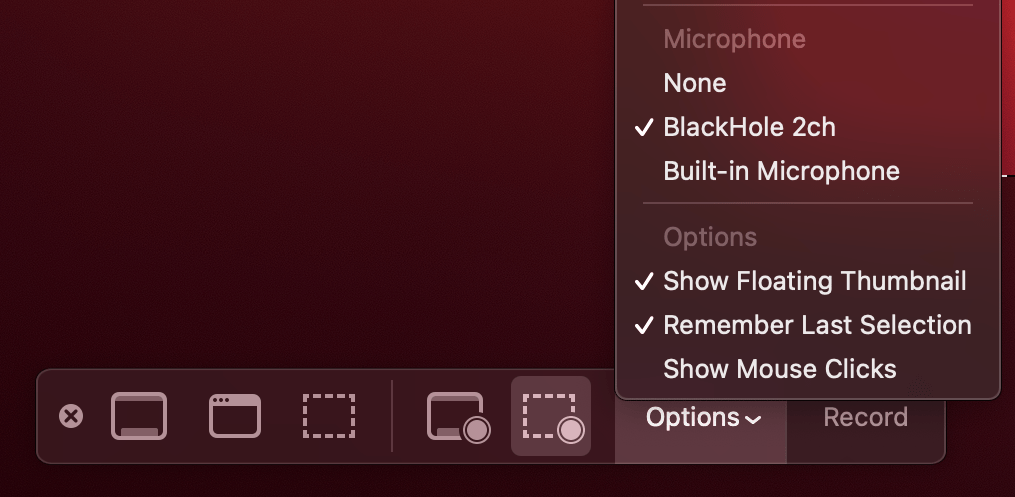 Microphone
None
BlackHole 2ch
Built-in Microphone
Options
Show Floating Thumbnail
Remember Last Selection
Show Mouse Clicks
Options
Record